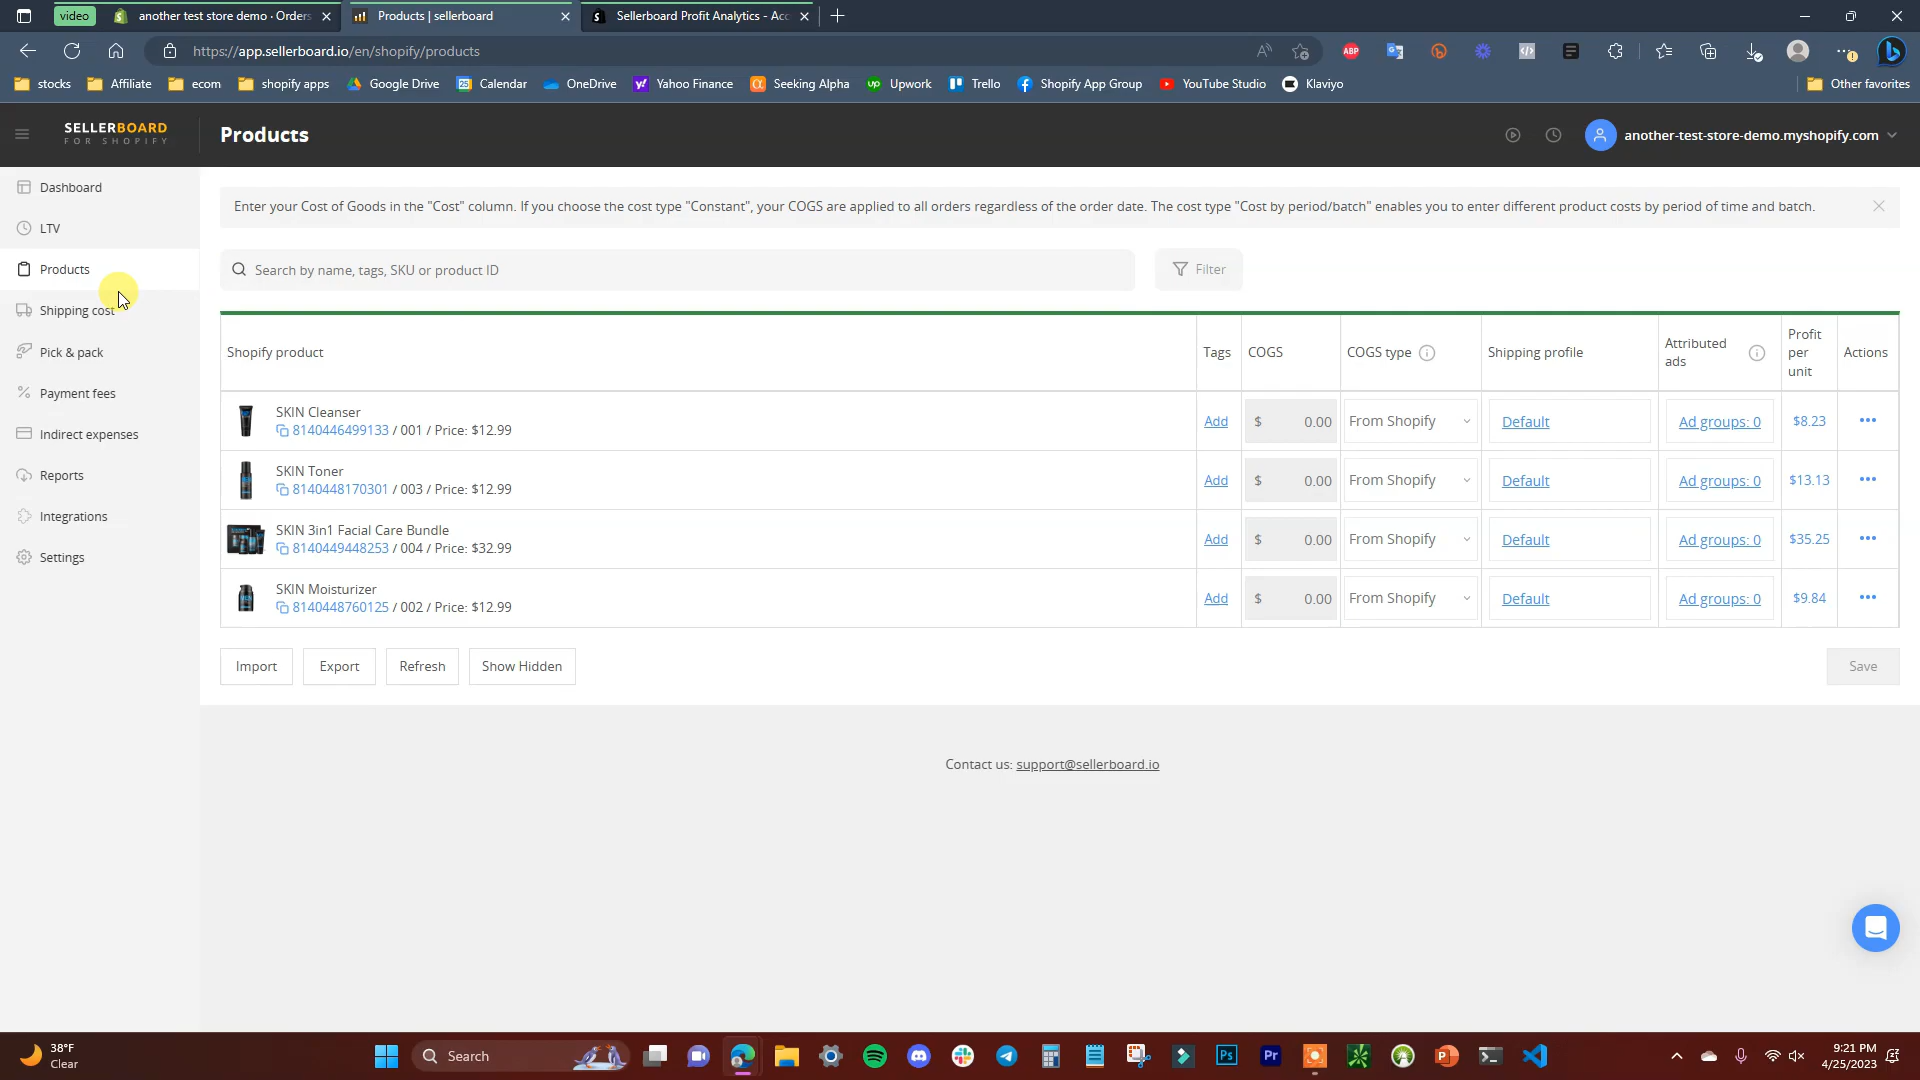 video
another test store demo · Orders
Products | sellerboard
Sellerboard Profit Analytics - Acc
https://app.sellerboard.io/en/shopify/products
stocks
Affiliate
ecom
shopify apps
Google Drive
Calendar
OneDrive
Yahoo Finance
Seeking Alpha
Upwork
Trello
Shopify App Group
YouTube Studio
Klaviyo
Other favorites
SELLERBOARD
FOR SHOPIFY
Products
another-test-store-demo.myshopify.com
Dashboard
LTV
Products
Shipping cost
Pick & pack
Payment fees
Indirect expenses
Reports
Integrations
Settings
Enter your Cost of Goods in the "Cost" column. If you choose the cost type "Constant", your COGS are applied to all orders regardless of the order date. The cost type "Cost by period/batch" enables you to enter different product costs by period of time and batch.
Search by name, tags, SKU or product ID
Filter
Shopify product
Tags
COGS
COGS type
Shipping profile
Attributed
ads
Profit
per
unit
Actions
SKIN Cleanser
8140446499133 / 001 / Price: $12.99
Add
$ 0.00
From Shopify
Default
Ad groups: 0
$8.23
SKIN Toner
8140448170301 / 003 / Price: $12.99
Add
$ 0.00
From Shopify
Default
Ad groups: 0
$13.13
SKIN 3in1 Facial Care Bundle
8140449448253 / 004 / Price: $32.99
Add
$ 0.00
From Shopify
Default
Ad groups: 0
$35.25
SKIN Moisturizer
8140448760125 / 002 / Price: $12.99
Add
$ 0.00
From Shopify
Default
Ad groups: 0
$9.84
Import
Export
Refresh
Show Hidden
Save
Contact us: support@sellerboard.io
38°F
Clear
Search
9:21 PM
4/25/2023